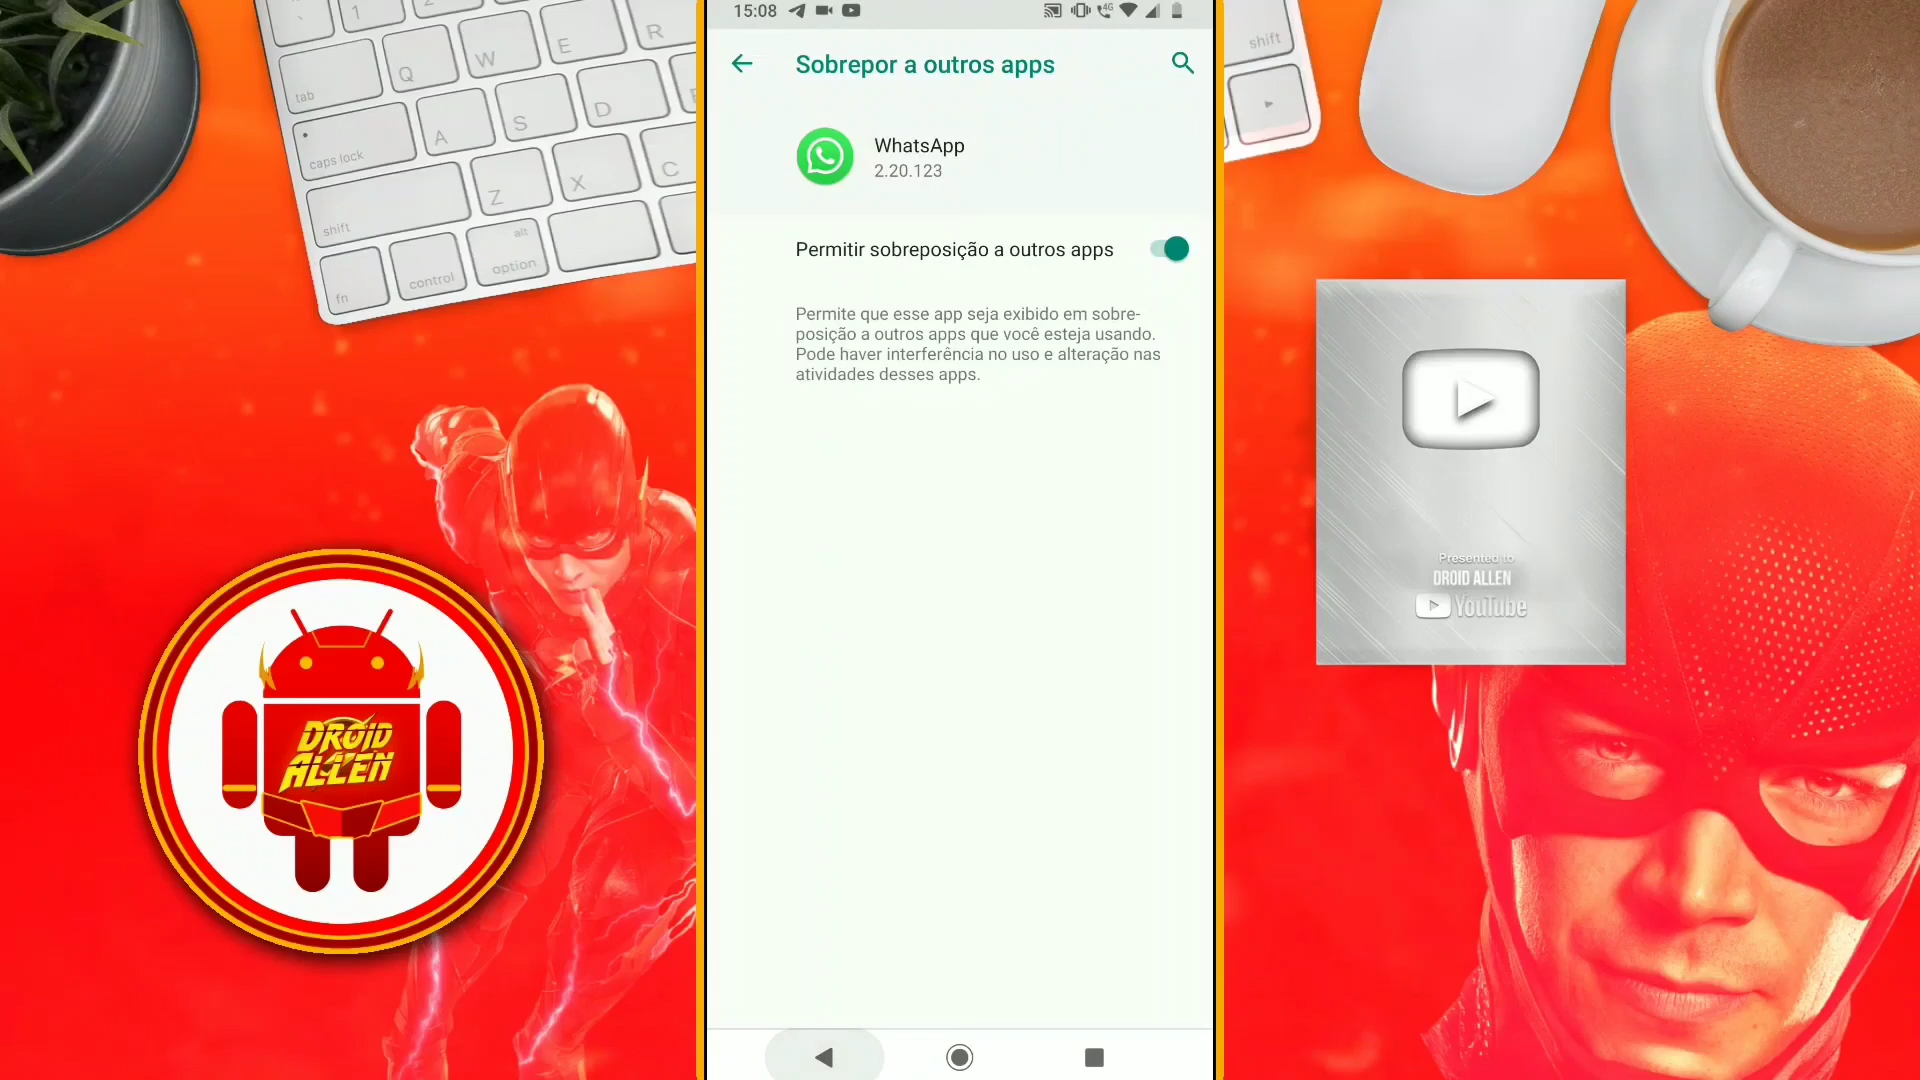 15:08
4G
Sobrepor a outros apps
WhatsApp
2.20.123
Permitir sobreposição a outros apps
Permite que esse app seja exibido em sobre-
posição a outros apps que você esteja usando.
Pode haver interferência no uso e alteração nas
atividades desses apps.
1
2
Q
W
E
R
tab
A
S
D
caps lock
Z
X
C
shift
fn
control
alt
option
shift
DROID
ALLEN
Presented to
DROID ALLEN
YouTube